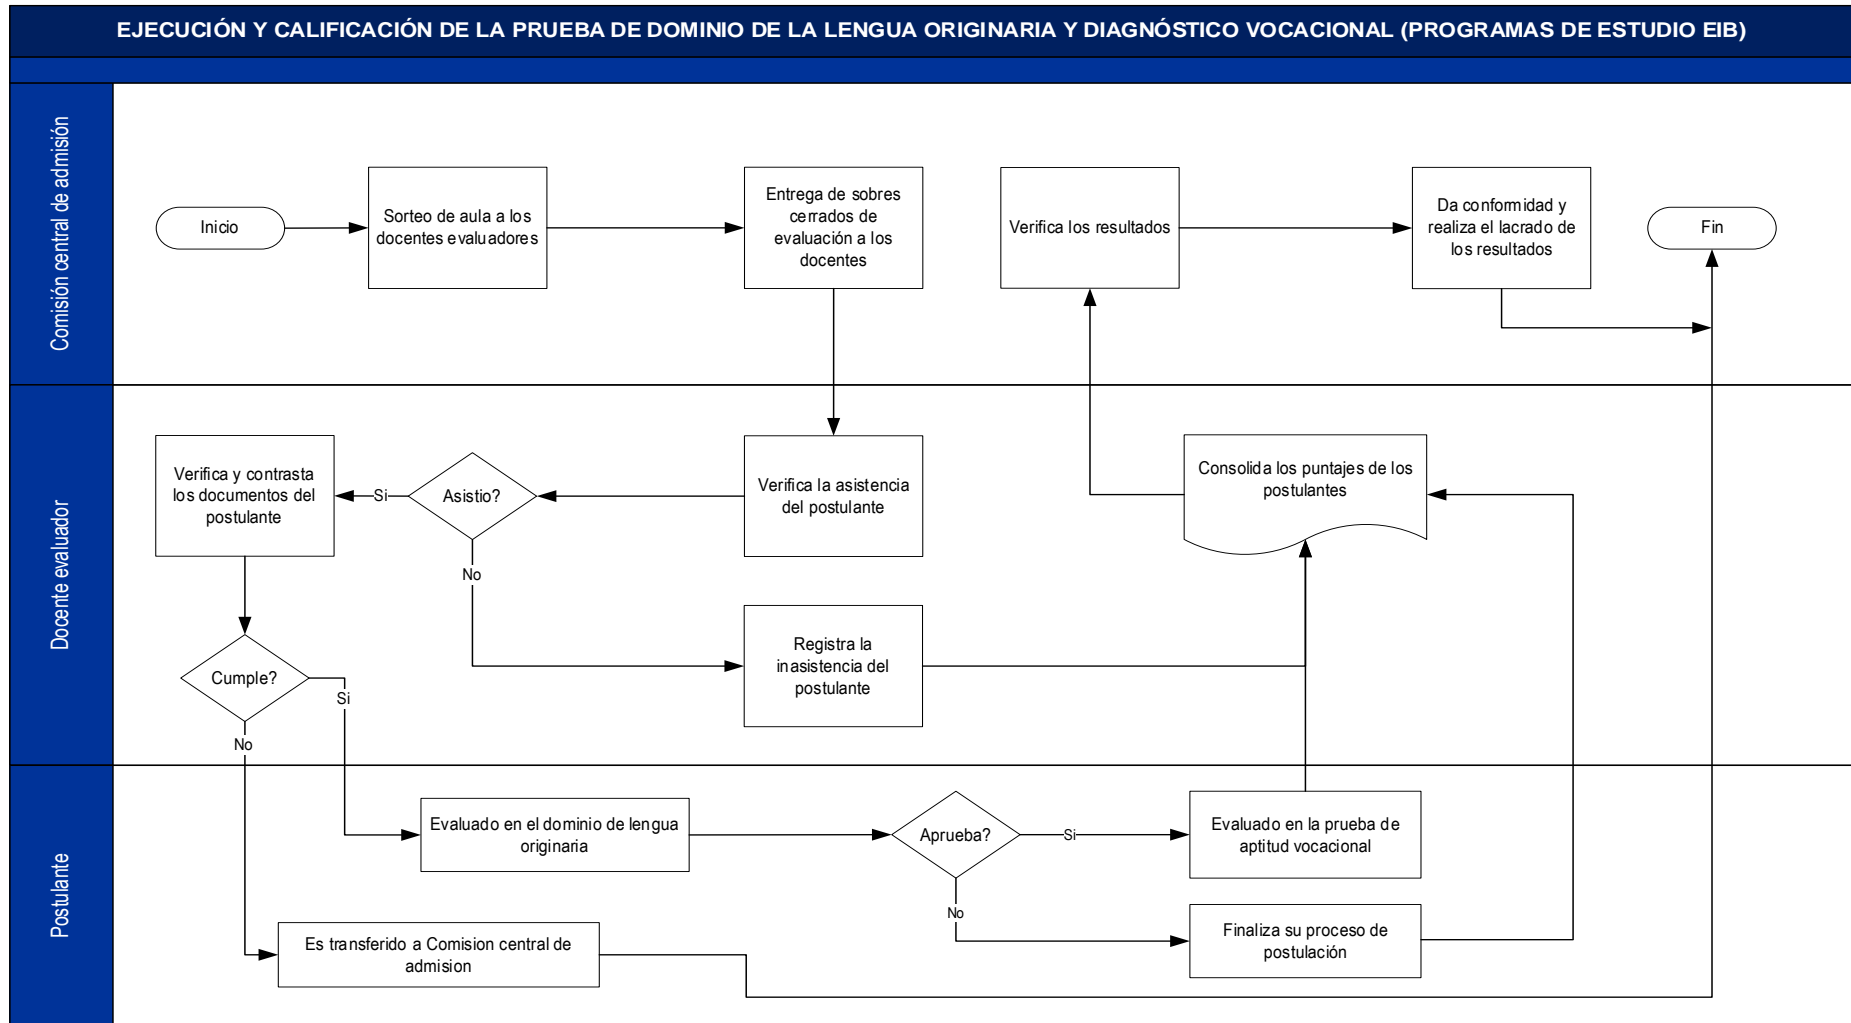 EJECUCIÓN Y CALIFICACIÓN DE LA PRUEBA DE DOMINIO DE LA LENGUA ORIGINARIA Y DIAGNÓSTICO VOCACIONAL (PROGRAMAS DE ESTUDIO EIB)
Comisión central de admisión
Inicio
Sorteo de aula a los
docentes evaluadores
Entrega de sobres
cerrados de
evaluación a los
docentes
Verifica los resultados
Da conformidad y
realiza el lacrado de
los resultados
Fin
Docente evaluador
Verifica y contrasta
los documentos del
postulante
Si
Asistio?
Verifica la asistencia
del postulante
Consolida los puntajes de los
postulantes
No
Registra la
inasistencia del
postulante
Cumple?
Si
No
Postulante
Evaluado en el dominio de lengua
originaria
Aprueba?
Si
Evaluado en la prueba de
aptitud vocacional
No
Es transferido a Comision central de
admision
Finaliza su proceso de
postulación